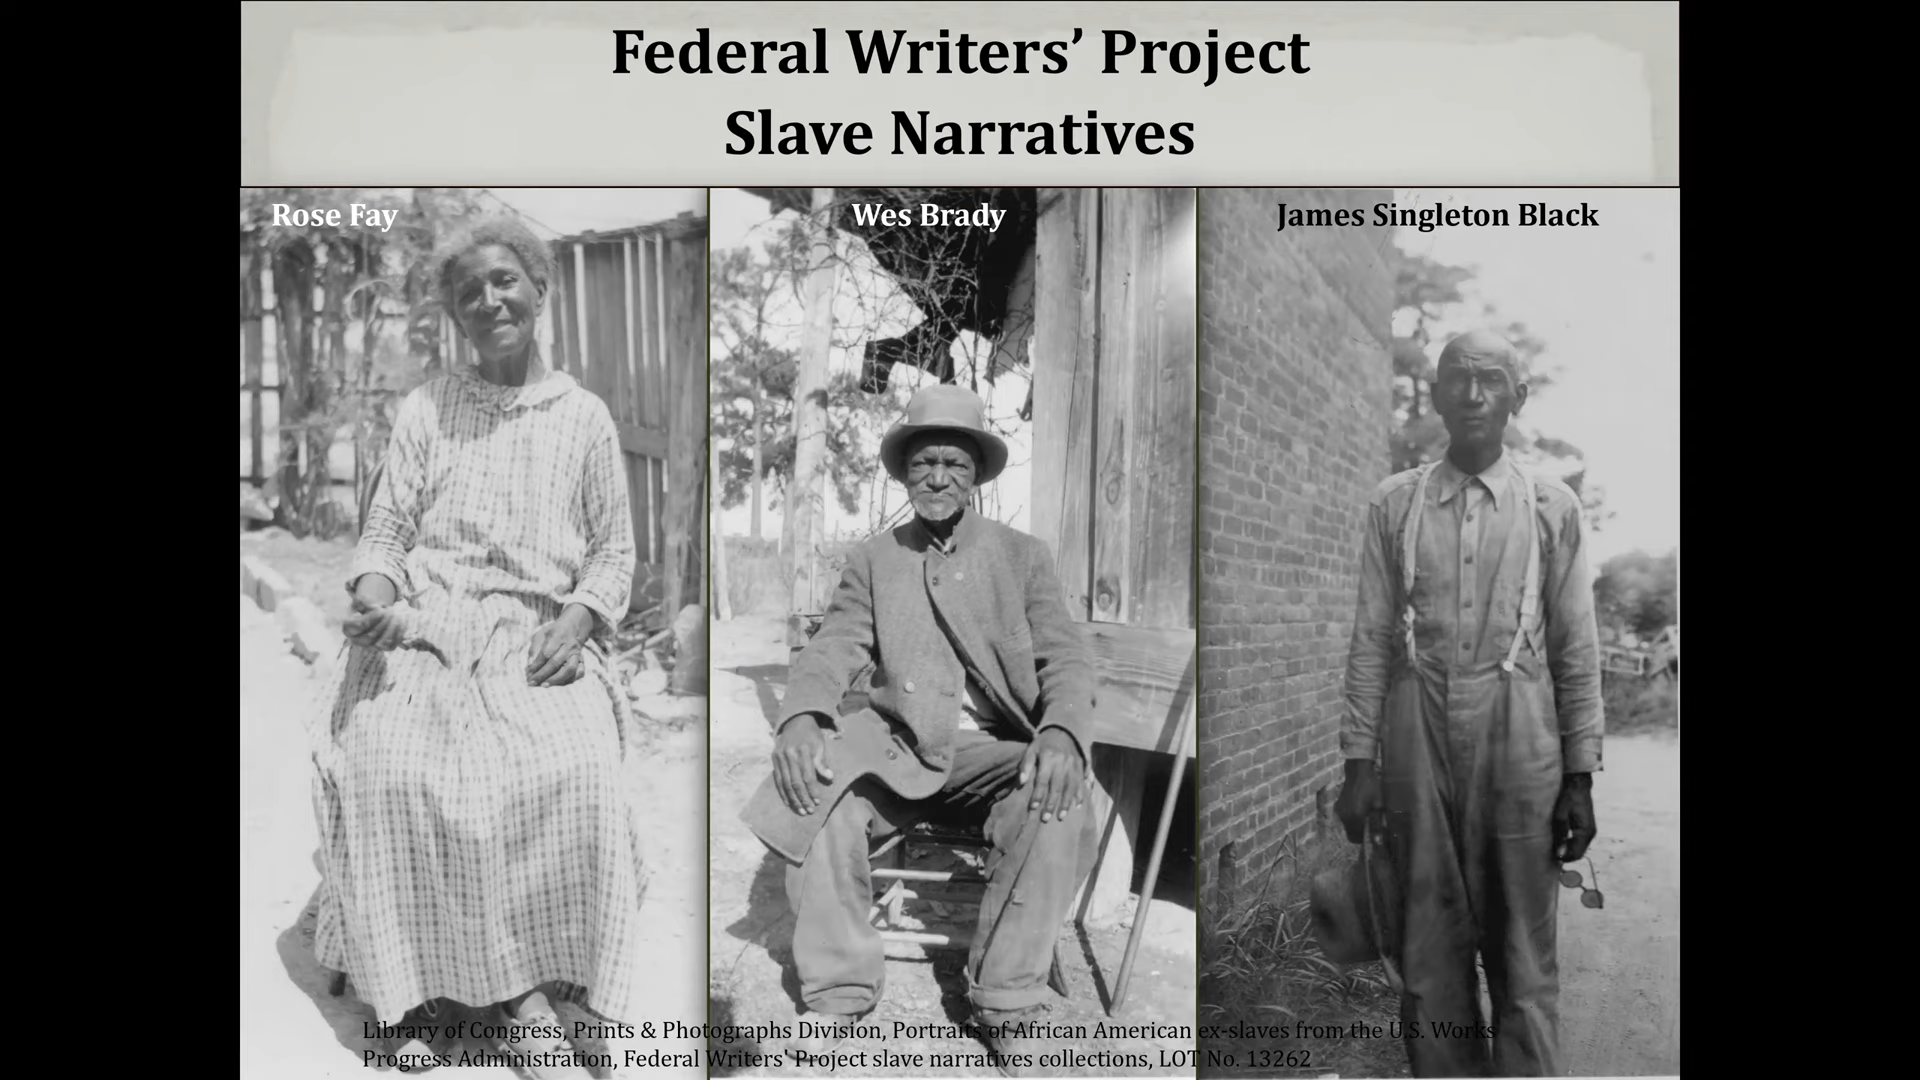 Federal Writers’ Project
Slave Narratives
Rose Fay
Wes Brady
James Singleton Black
Library of Congress, Prints & Photographs Division, Portraits of African American ex-slaves from the U.S. Works
Progress Administration, Federal Writers' Project slave narratives collections, LOT No. 13262